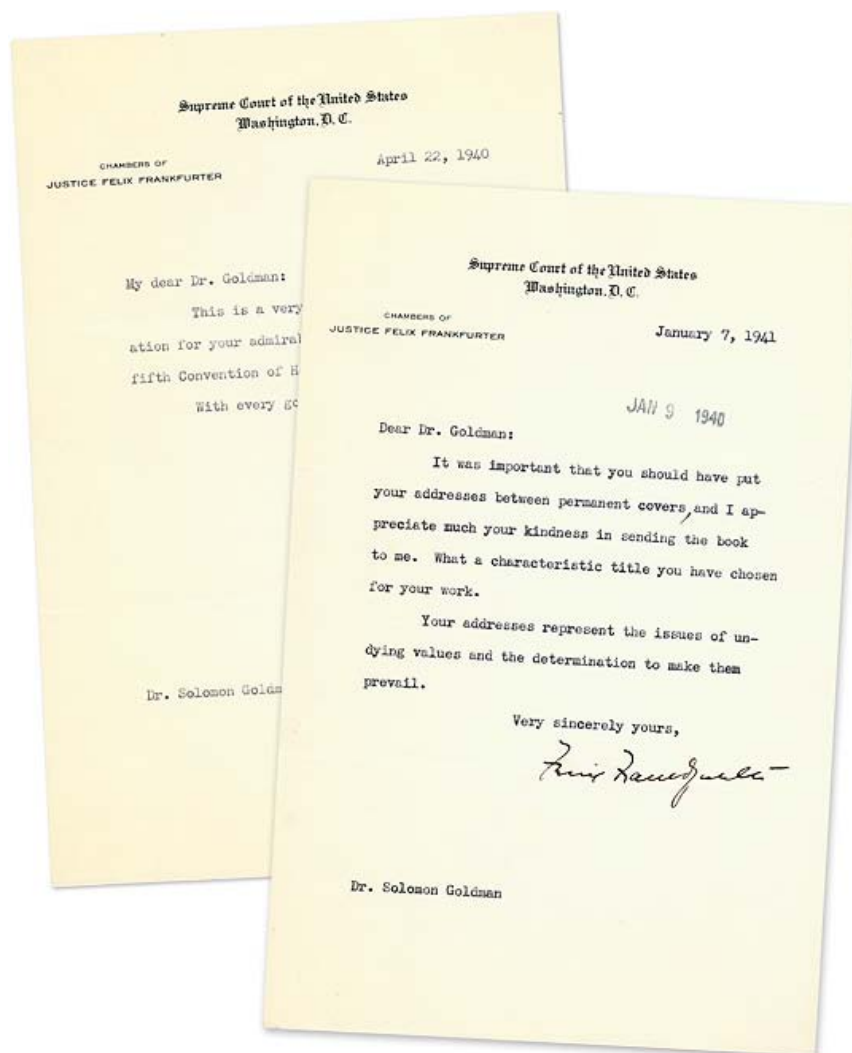 Supreme Court of the United States
Washington, D. C.
CHAMBERS OF
JUSTICE FELIX FRANKFURTER
April 22, 1940
My dear Dr. Goldman:
This is a very
ation for your admirab
fifth Convention of H
With every go
Dr. Solomon Goldm
Supreme Court of the United States
Washington, D. C.
CHAMBERS OF
JUSTICE FELIX FRANKFURTER
January 7, 1941
JAN 9 1940
Dear Dr. Goldman:
It was important that you should have put
your addresses between permanent covers, and I ap-
preciate much your kindness in sending the book
to me. What a characteristic title you have chosen
for your work.
Your addresses represent the issues of un-
dying values and the determination to make them
prevail.
Very sincerely yours,
Felix Frankfurter
Dr. Solomon Goldman